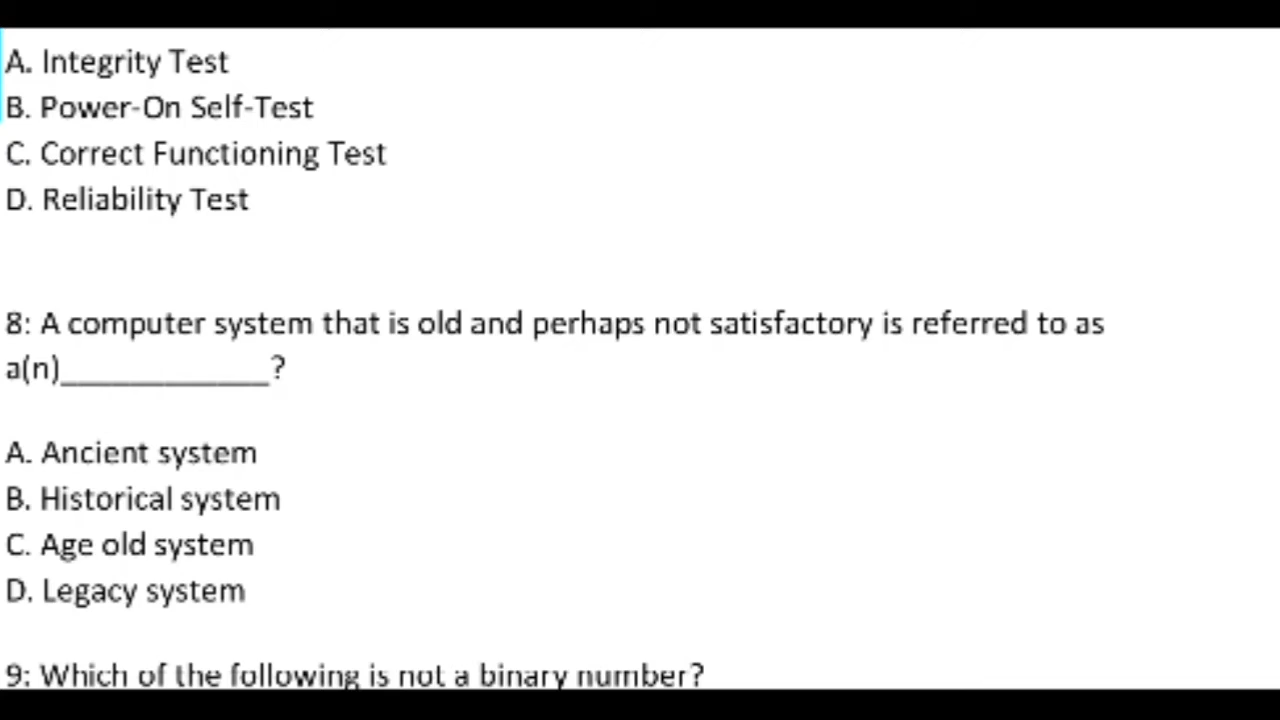 A. Integrity Test
B. Power-On Self-Test
C. Correct Functioning Test
D. Reliability Test
8: A computer system that is old and perhaps not satisfactory is referred to as
a(n)_____________?
A. Ancient system
B. Historical system
C. Age old system
D. Legacy system
9: Which of the following is not a binary number?